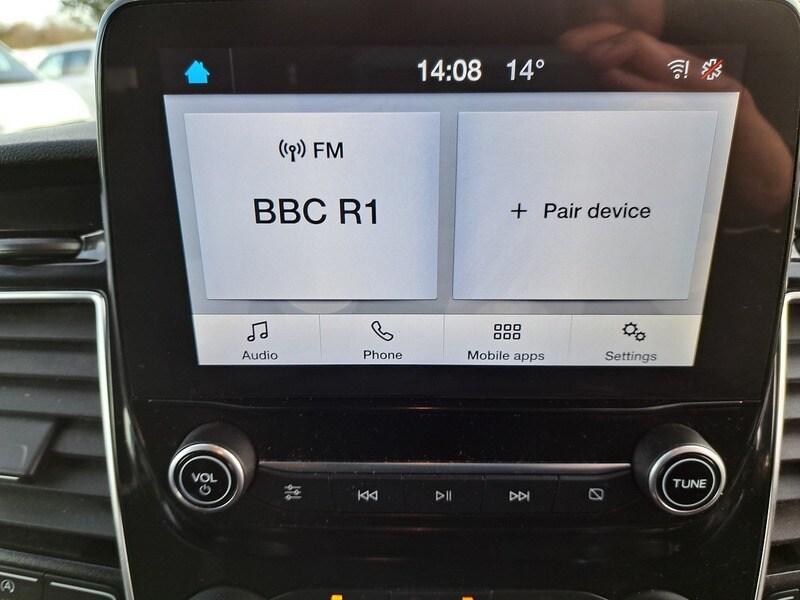 14:08 14°
FM
BBC R1
+ Pair device
Audio Phone Mobile apps Settings
VOL
TUNE